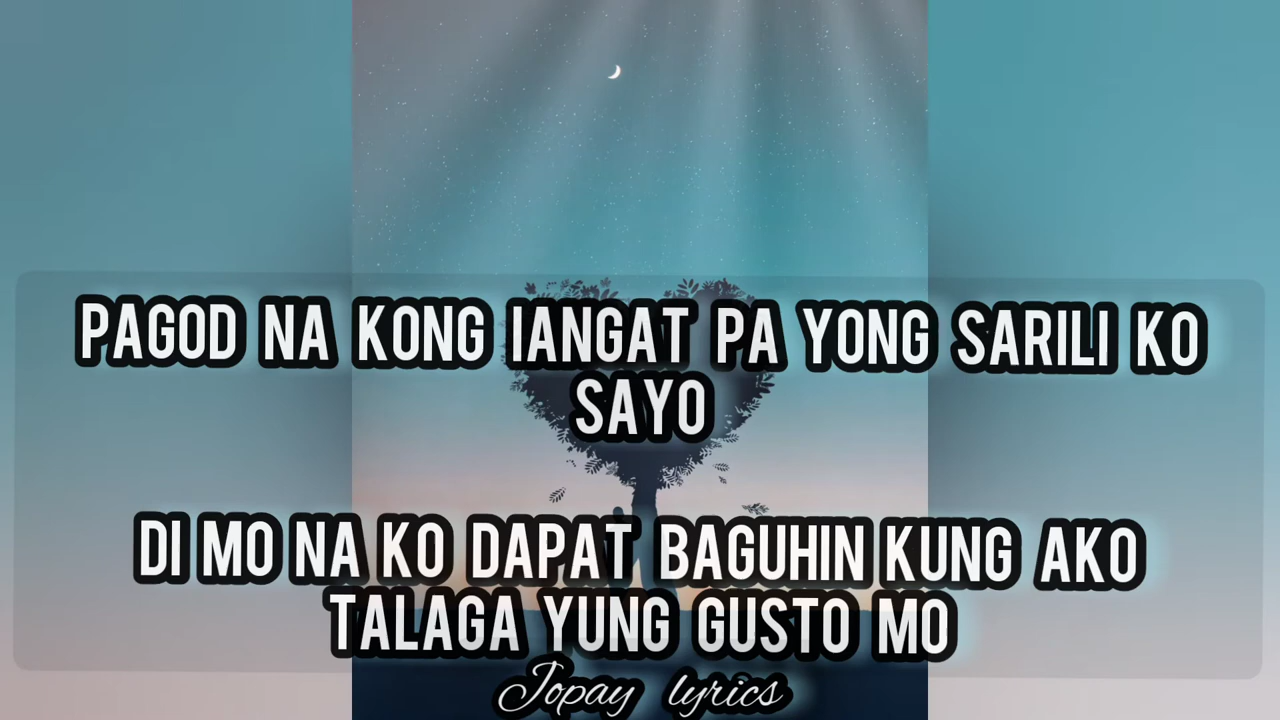 PAGOD NA KONG IANGAT PA YONG SARILI KO
SAYO
DI MO NA KO DAPAT BAGUHIN KUNG AKO
TALAGA YUNG GUSTO MO
Jopay lyrics